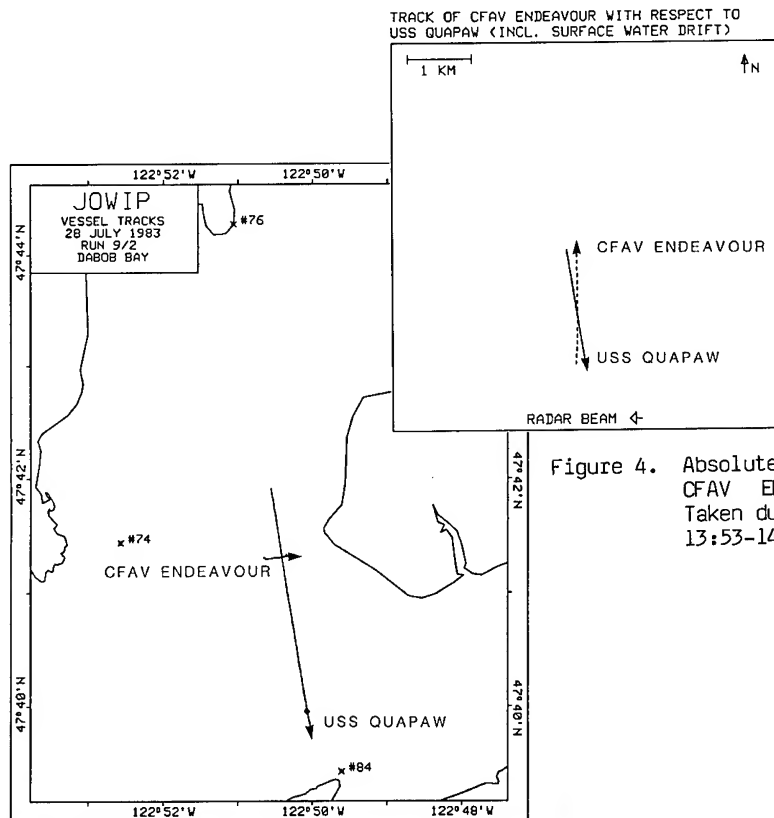 TRACK OF CFAV ENDEAVOUR WITH RESPECT TO
USS QUAPAW (INCL. SURFACE WATER DRIFT)
1 KM
N
CFAV ENDEAVOUR
USS QUAPAW
RADAR BEAM
122°52'W
122°50'W
JOWIP
VESSEL TRACKS
28 JULY 1983
RUN 9/2
DABOB BAY
#76
47°44'N
47°42'N
47°42'N
#74
CFAV ENDEAVOUR
47°40'N
47°40'N
USS QUAPAW
#84
122°52'W
122°50'W
122°48'W
Figure 4. Absolute
CFAV
Taken du
13:53-14